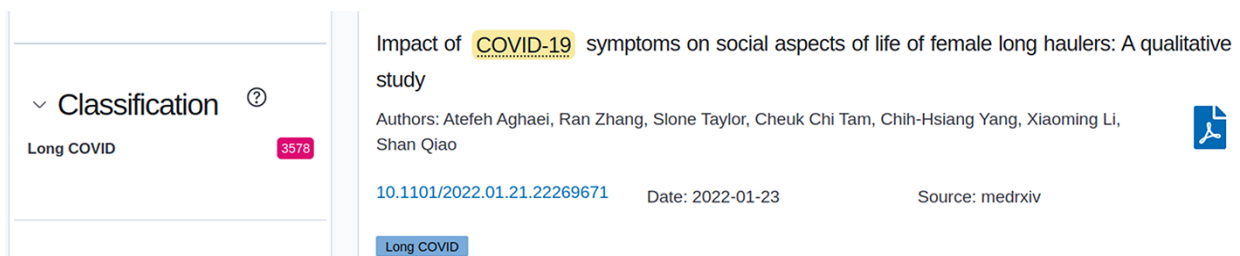 Classification ?
Long COVID 3578
Impact of COVID-19 symptoms on social aspects of life of female long haulers: A qualitative
study
Authors: Atefeh Aghaei, Ran Zhang, Slone Taylor, Cheuk Chi Tam, Chih-Hsiang Yang, Xiaoming Li,
Shan Qiao
10.1101/2022.01.21.22269671 Date: 2022-01-23 Source: medrxiv
Long COVID